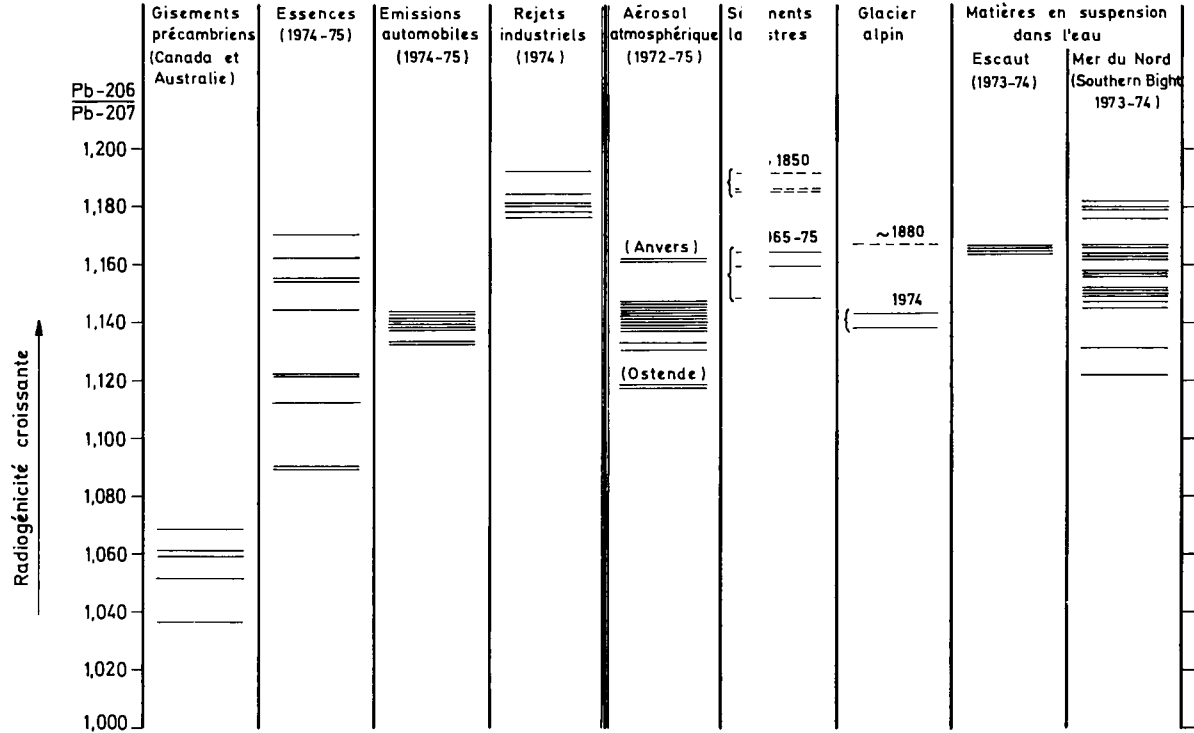 Gisements
précambriens
(Canada et
Australie)
Essences
(1974-75)
Emissions
automobiles
(1974-75)
Rejets
industriels
(1974)
Aérosol
atmosphérique
(1972-75)
Glacier
alpin
Matières en suspension
dans l'eau
Escaut
(1973-74)
Mer du Nord
(Southern Bight
1973-74)
Pb-206
Pb-207
1,200
1,180
1,160
1,140
1,120
1,100
1,080
1,060
1,040
1,020
1,000
Radiogénicité croissante
(Anvers)
(Ostende)
1850
65-75
~1880
1974